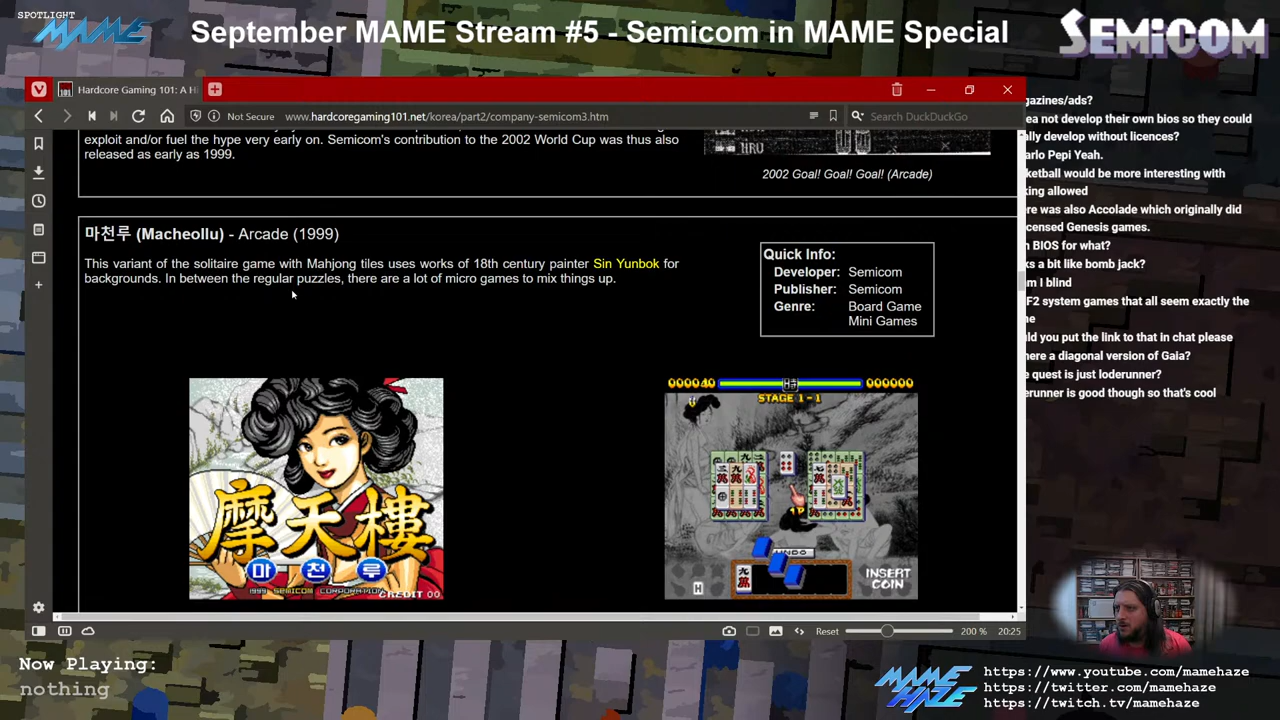 SPOTLIGHT
MAME
September MAME Stream #5 - Semicom in MAME Special
SEMICOM
Hardcore Gaming 101: A Hi
Not Secure
www.hardcoregaming101.net/korea/part2/company-semicom3.htm
Search DuckDuckGo
exploit and/or fuel the hype very early on. Semicom's contribution to the 2002 World Cup was thus also
released as early as 1999.
2002 Goal! Goal! Goal! (Arcade)
마천루 (Macheollu) - Arcade (1999)
This variant of the solitaire game with Mahjong tiles uses works of 18th century painter Sin Yunbok for
backgrounds. In between the regular puzzles, there are a lot of micro games to mix things up.
Quick Info:
Developer: Semicom
Publisher: Semicom
Genre: Board Game
Mini Games
摩天樓
마 천 루
1999 SEMICOM CORPORATION
CREDIT 00
000040
000000
STAGE 1-1
1P
UNDO
H
INSERT
COIN
gazines/ads?
ea not develop their own bios so they could
ally develop without licences?
arlo Pepi Yeah.
ketball would be more interesting with
king allowed
ere was also Accolade which originally did
censed Genesis games.
n BIOS for what?
ks a bit like bomb jack?
m I blind
F2 system games that all seem exactly the
me
uld you put the link to that in chat please
here a diagonal version of Gaia?
e quest is just loderunner?
erunner is good though so that's cool
Reset
200 %
20:25
Now Playing:
nothing
MAME
HAZE
https://www.youtube.com/mamehaze
https://twitter.com/mamehaze
https://twitch.tv/mamehaze